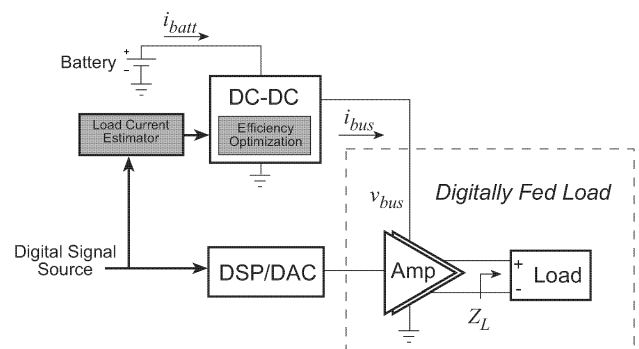 i_batt
+
Battery
-
DC-DC
Load Current
Estimator
Efficiency
Optimization
i_bus
Digitally Fed Load
v_bus
Digital Signal
Source
DSP/DAC
Amp
+
-
Load
Z_L